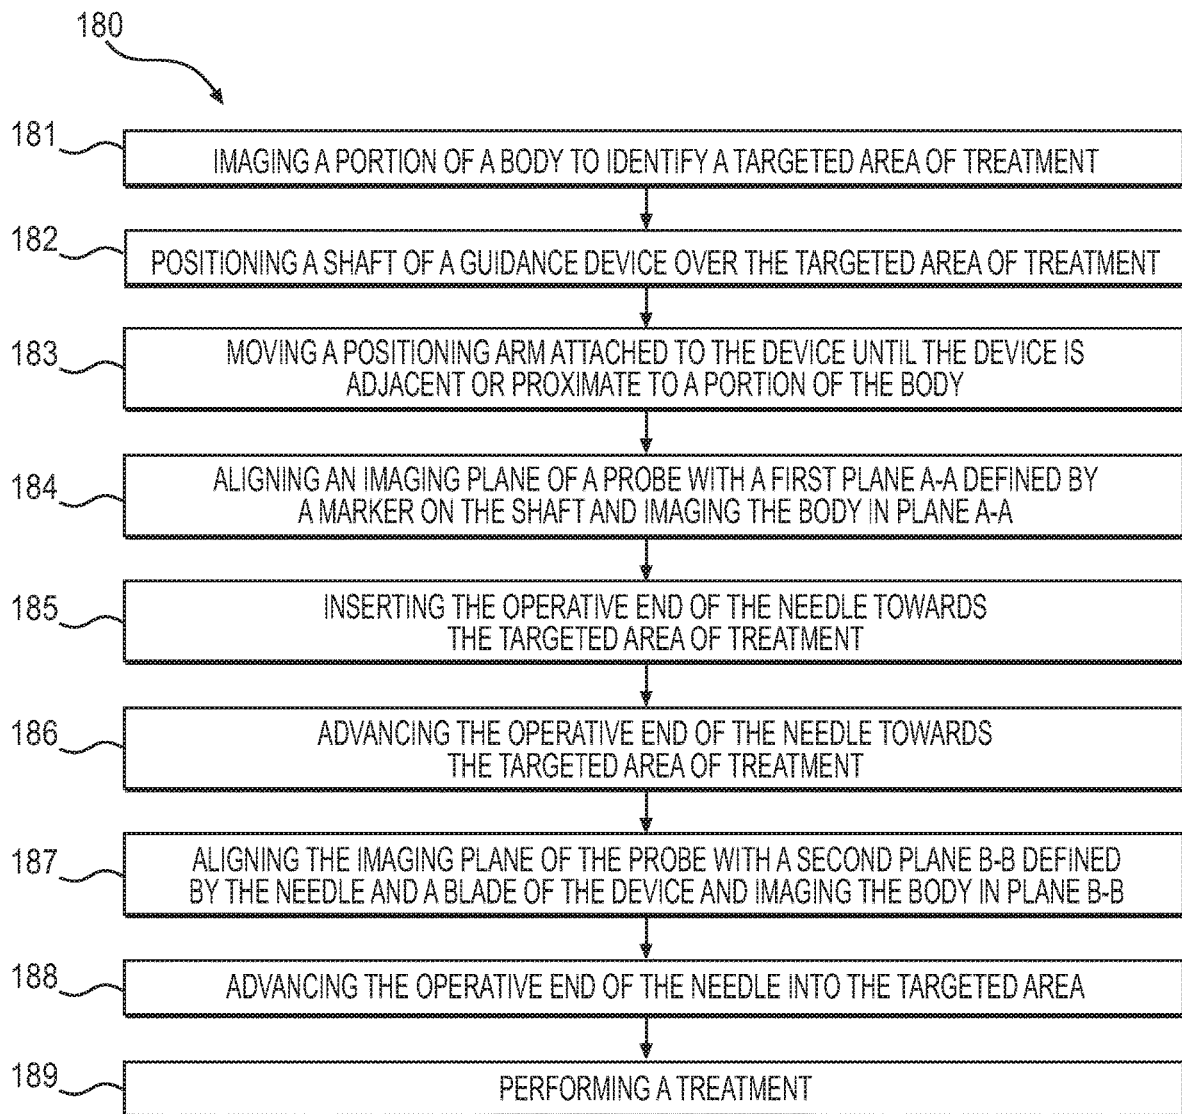 180
181
IMAGING A PORTION OF A BODY TO IDENTIFY A TARGETED AREA OF TREATMENT
182
POSITIONING A SHAFT OF A GUIDANCE DEVICE OVER THE TARGETED AREA OF TREATMENT
183
MOVING A POSITIONING ARM ATTACHED TO THE DEVICE UNTIL THE DEVICE IS
ADJACENT OR PROXIMATE TO A PORTION OF THE BODY
184
ALIGNING AN IMAGING PLANE OF A PROBE WITH A FIRST PLANE A-A DEFINED BY
A MARKER ON THE SHAFT AND IMAGING THE BODY IN PLANE A-A
185
INSERTING THE OPERATIVE END OF THE NEEDLE TOWARDS
THE TARGETED AREA OF TREATMENT
186
ADVANCING THE OPERATIVE END OF THE NEEDLE TOWARDS
THE TARGETED AREA OF TREATMENT
187
ALIGNING THE IMAGING PLANE OF THE PROBE WITH A SECOND PLANE B-B DEFINED
BY THE NEEDLE AND A BLADE OF THE DEVICE AND IMAGING THE BODY IN PLANE B-B
188
ADVANCING THE OPERATIVE END OF THE NEEDLE INTO THE TARGETED AREA
189
PERFORMING A TREATMENT